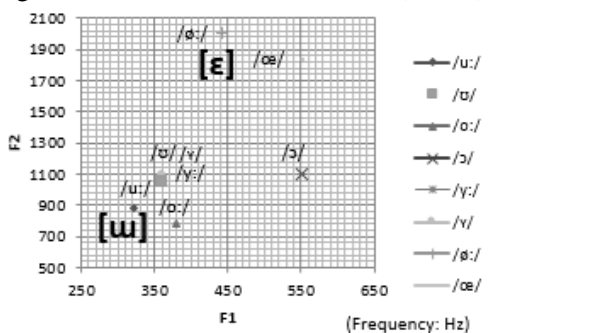 2100
1900
1700
1500
1300
1100
900
700
500
F2
/ø:/
[ɛ]
/œ/
/ʊ/ /ʏ/
/y:/
/ɔ/
/u:/
/o:/
[ɯ]
250 350 450 550 650
F1
(Frequency: Hz)
/u:/
/ʊ/
/o:/
/ɔ/
/y:/
/ʏ/
/ø:/
/œ/